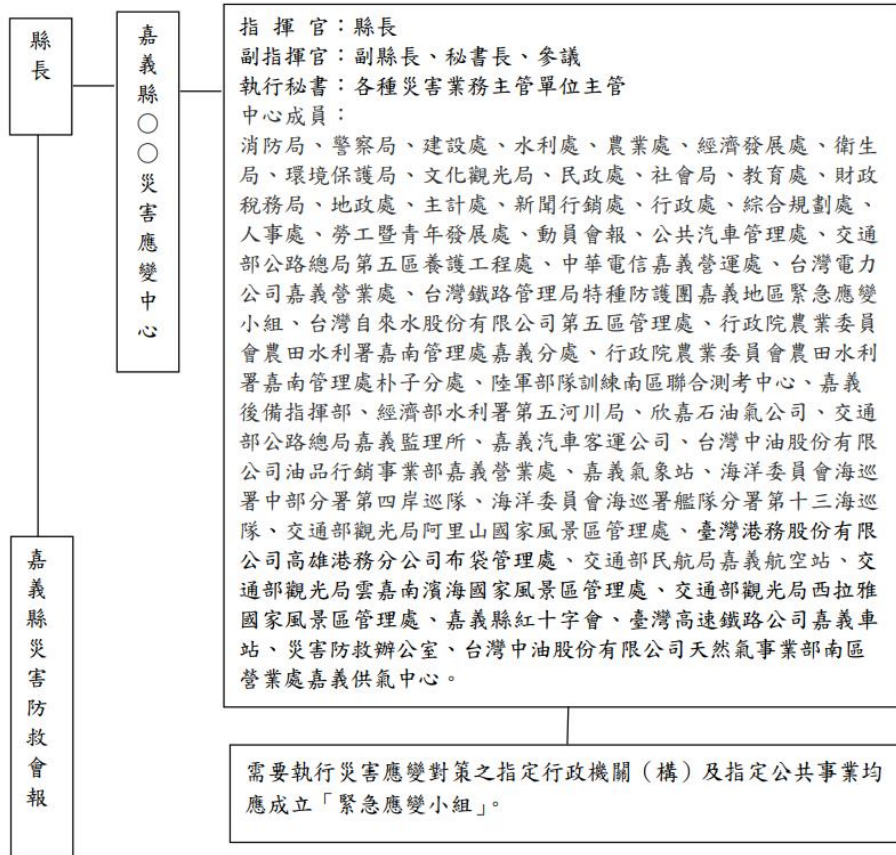 縣長
嘉義縣○○災害應變中心
指 揮 官：縣長
副指揮官：副縣長、秘書長、參議
執行秘書：各種災害業務主管單位主管
中心成員：
消防局、警察局、建設處、水利處、農業處、經濟發展處、衛生
局、環境保護局、文化觀光局、民政處、社會局、教育處、財政
稅務局、地政處、主計處、新聞行銷處、行政處、綜合規劃處、
人事處、勞工暨青年發展處、動員會報、公共汽車管理處、交通
部公路總局第五區養護工程處、中華電信嘉義營運處、台灣電力
公司嘉義營業處、台灣鐵路管理局特種防護團嘉義地區緊急應變
小組、台灣自來水股份有限公司第五區管理處、行政院農業委員
會農田水利署嘉南管理處嘉義分處、行政院農業委員會農田水利
署嘉南管理處朴子分處、陸軍部隊訓練南區聯合測考中心、嘉義
後備指揮部、經濟部水利署第五河川局、欣嘉石油氣公司、交通
部公路總局嘉義監理所、嘉義汽車客運公司、台灣中油股份有限
公司油品行銷事業部嘉義營業處、嘉義氣象站、海洋委員會海巡
署中部分署第四岸巡隊、海洋委員會海巡署艦隊分署第十三海巡
隊、交通部觀光局阿里山國家風景區管理處、臺灣港務股份有限
公司高雄港務分公司布袋管理處、交通部民航局嘉義航空站、交
通部觀光局雲嘉南濱海國家風景區管理處、交通部觀光局西拉雅
國家風景區管理處、嘉義縣紅十字會、臺灣高速鐵路公司嘉義車
站、災害防救辦公室、台灣中油股份有限公司天然氣事業部南區
營業處嘉義供氣中心。
嘉義縣災害防救會報
需要執行災害應變對策之指定行政機關（構）及指定公共事業均
應成立「緊急應變小組」。